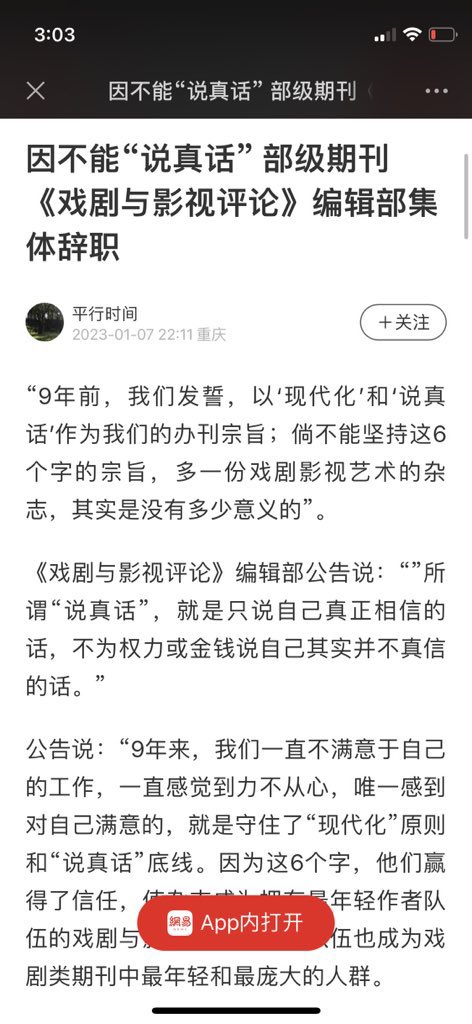 3:03
因不能“说真话” 部级期刊
因不能“说真话” 部级期刊
《戏剧与影视评论》编辑部集
体辞职
平行时间
2023-01-07 22:11 重庆
＋关注
“9年前，我们发誓，以‘现代化’和‘说真
话’作为我们的办刊宗旨；倘不能坚持这6
个字的宗旨，多一份戏剧影视艺术的杂
志，其实是没有多少意义的”。
《戏剧与影视评论》编辑部公告说：“”所
谓“说真话”，就是只说自己真正相信的
话，不为权力或金钱说自己其实并不真信
的话。”
公告说：“9年来，我们一直不满意于自己
的工作，一直感觉到力不从心，唯一感到
对自己满意的，就是守住了“现代化”原则
和“说真话”底线。因为这6个字，他们赢
得了信任，使杂志成为拥有最年轻作者队
伍的戏剧与
伍也成为戏
网易
NEWS
App内打开
剧类期刊中最年轻和最庞大的人群。